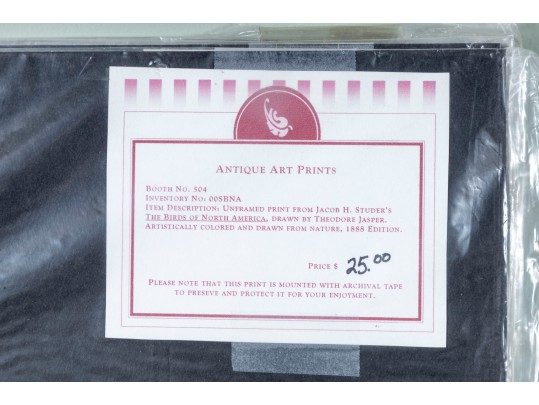 Antique Art Prints
Booth No. 504
Inventory No: 005BNA
Item Description: Unframed print from Jacob H. Studer's
The Birds of North America, drawn by Theodore Jasper.
Artistically colored and drawn from nature, 1888 Edition.
Price $ 25.00
Please note that this print is mounted with archival tape
to preseve and protect it for your enjoyment.